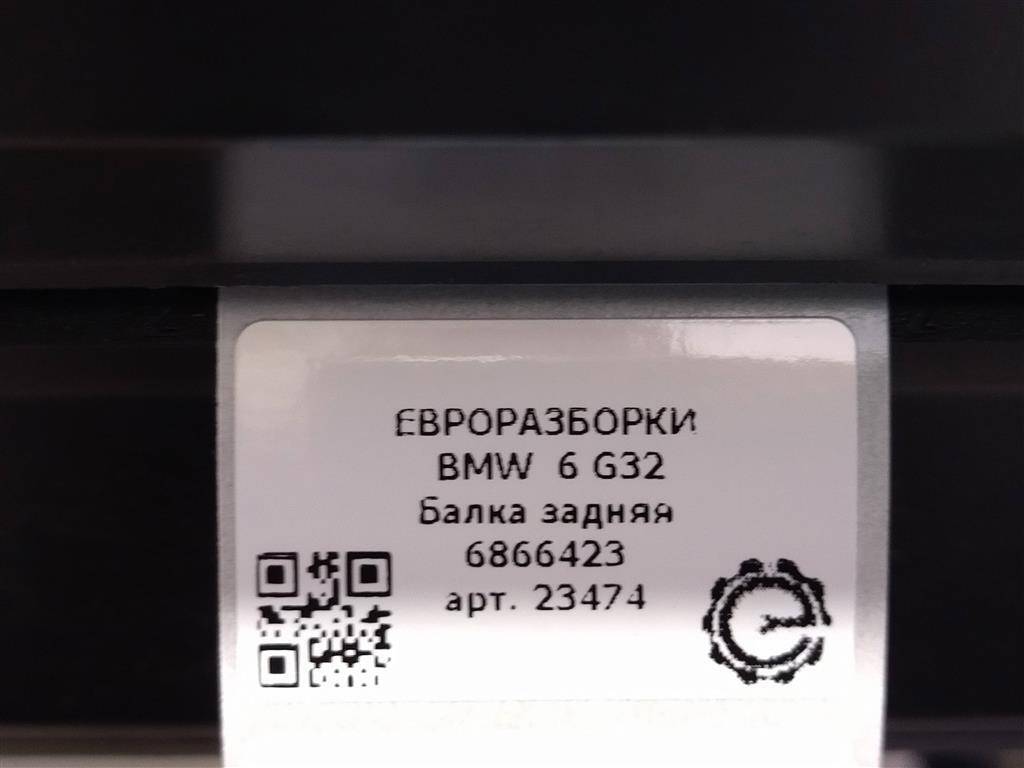 ЕВРОРАЗБОРКИ
BMW 6 G32
Балка задняя
6866423
арт. 23474